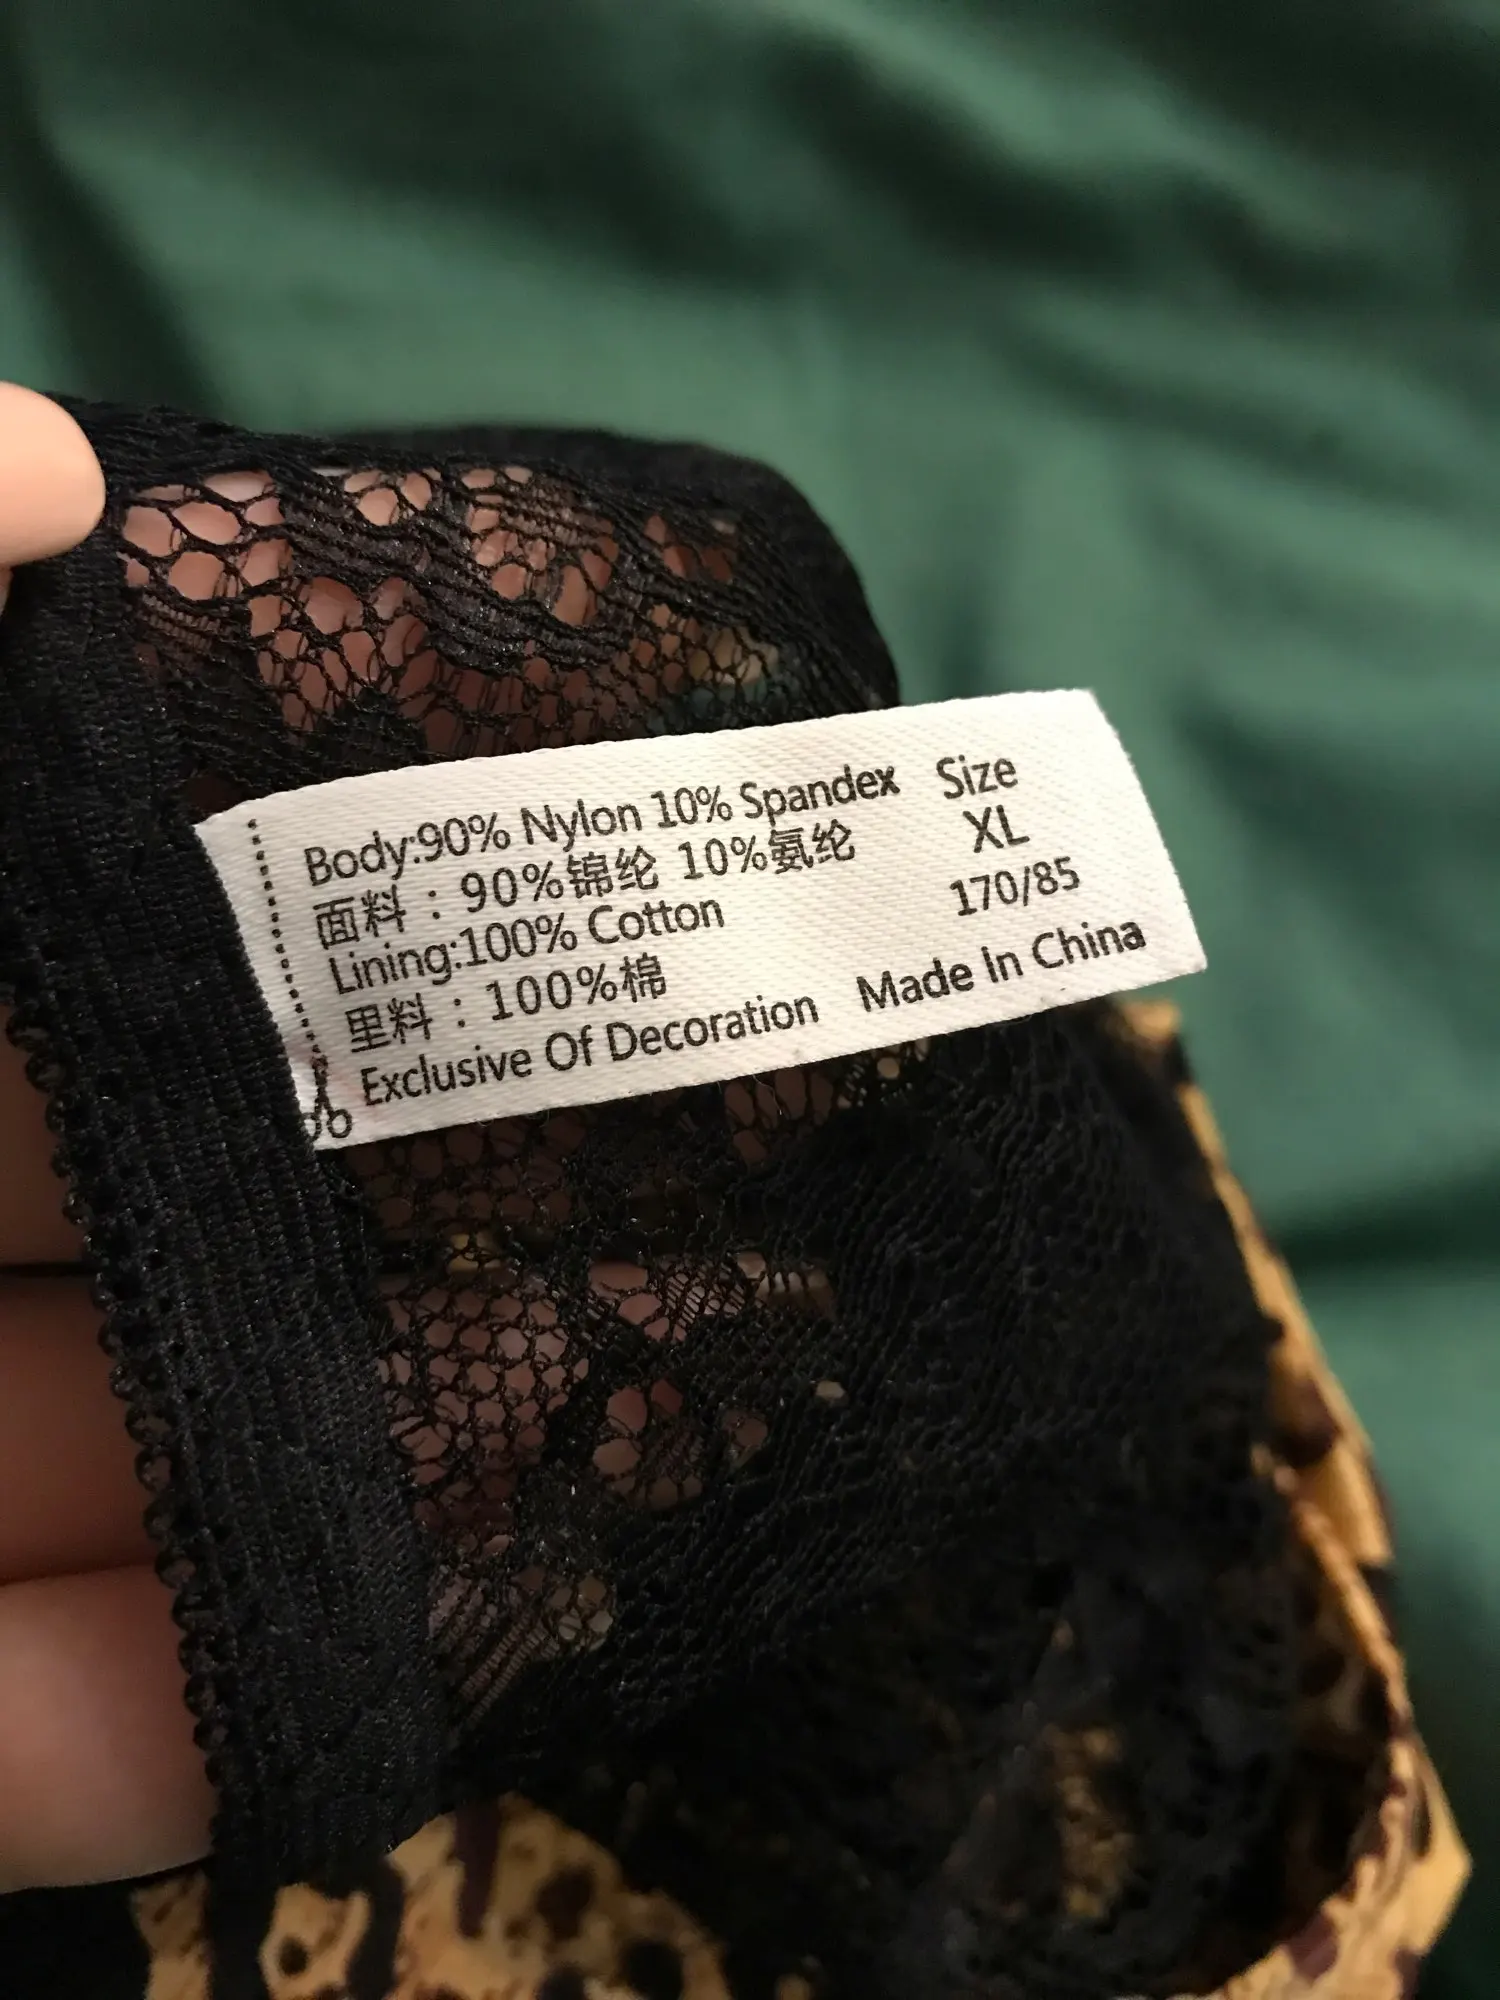 Body:90% Nylon 10% Spandex
面料：90%锦纶 10%氨纶
Lining:100% Cotton
里料：100%棉
Exclusive Of Decoration
Size
XL
170/85
Made In China